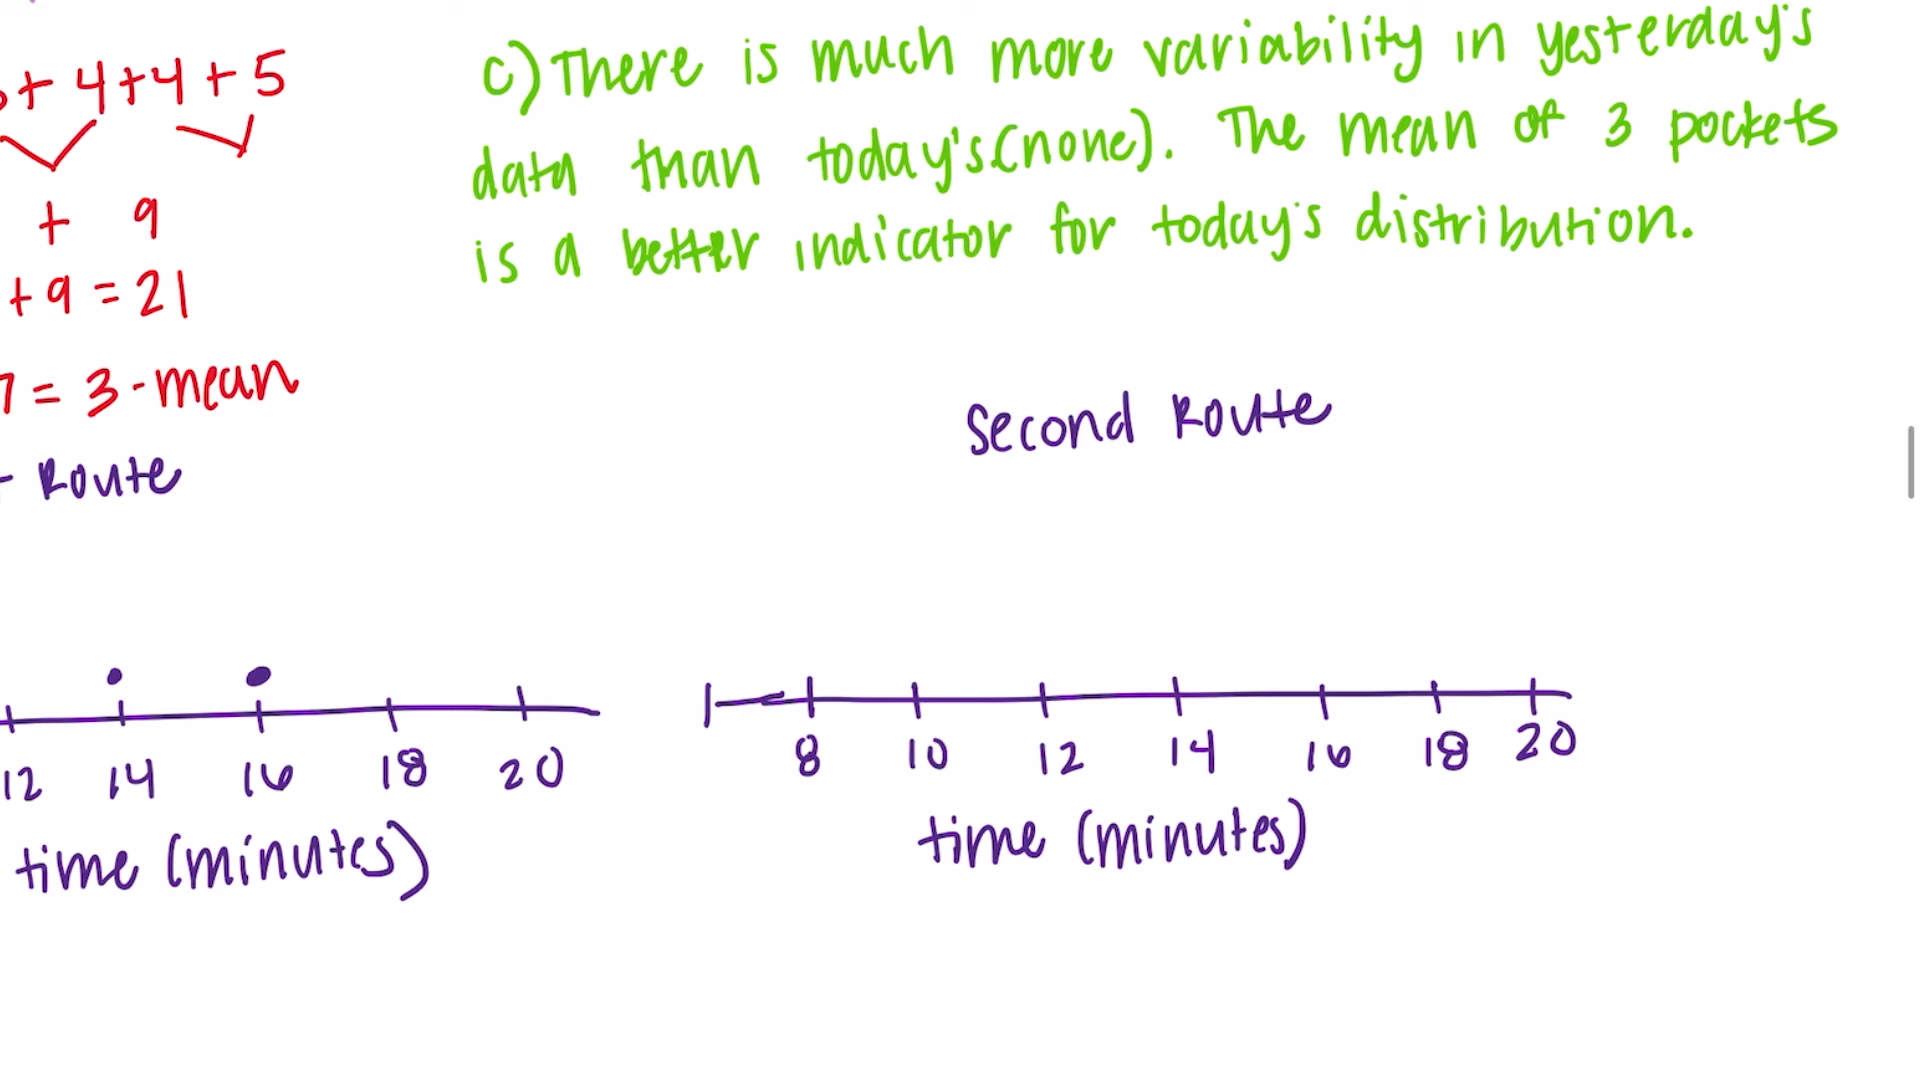 + 4 + 4 + 5
+ 9
+ 9 = 21
7 = 3 - mean
c) There is much more variability in yesterday's
data than today's (none). The mean of 3 pockets
is a better indicator for today's distribution.
Route
12 14 16 18 20
time (minutes)
Second Route
8 10 12 14 16 18 20
time (minutes)